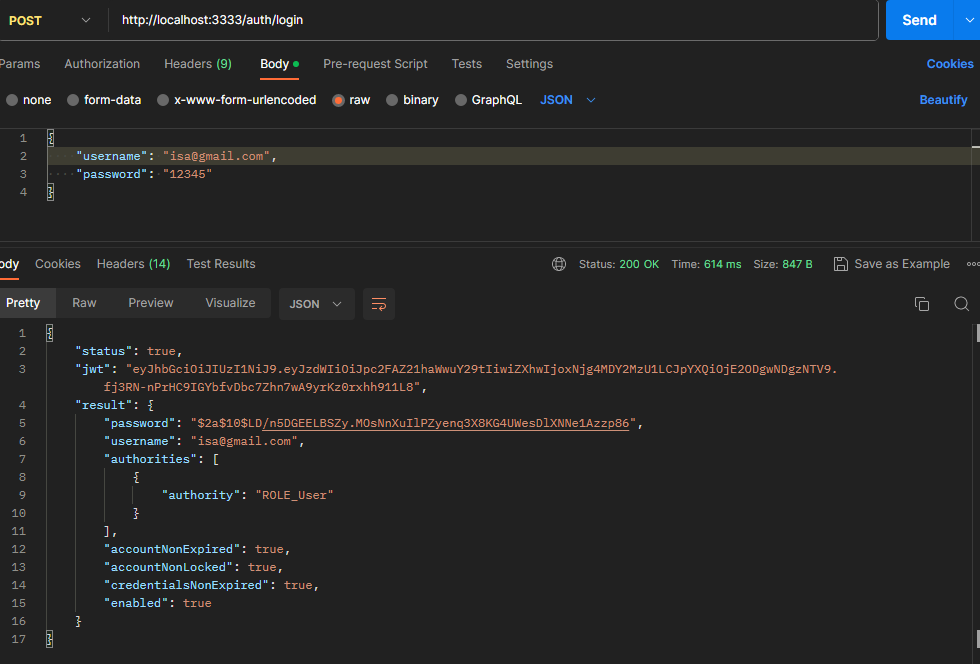 POST http://localhost:3333/auth/login Send
Params Authorization Headers (9) Body Pre-request Script Tests Settings Cookies
none form-data x-www-form-urlencoded raw binary GraphQL JSON Beautify
1 {
2 "username": "isa@gmail.com",
3 "password": "12345"
4 }
ody Cookies Headers (14) Test Results Status: 200 OK Time: 614 ms Size: 847 B Save as Example
Pretty Raw Preview Visualize JSON
1 {
2 "status": true,
3 "jwt": "eyJhbGciOiJIUzI1NiJ9.eyJzdWIiOiJpc2FAZ21haWwuY29tIiwiZXhwIjoxNjg4MDY2MzU1LCJpYXQiOjE2ODgwNDgzNTV9.
fj3RN-nPrHC9IGYbfvDbc7Zhn7wA9yrKz0rxhh911L8",
4 "result": {
5 "password": "$2a$10$LD/n5DGEELBSZy.MOsNnXuIlPZyenq3X8KG4UWesDlXNNe1Azzp86",
6 "username": "isa@gmail.com",
7 "authorities": [
8 {
9 "authority": "ROLE_User"
10 }
11 ],
12 "accountNonExpired": true,
13 "accountNonLocked": true,
14 "credentialsNonExpired": true,
15 "enabled": true
16 }
17 }